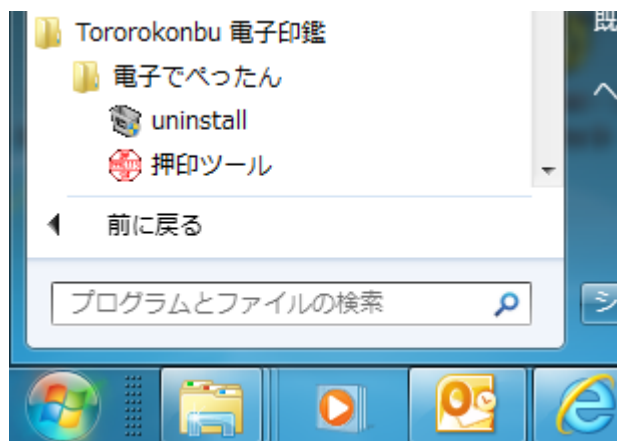 Tororokonbu 電子印鑑
電子でぺったん
uninstall
押印ツール
前に戻る
プログラムとファイルの検索